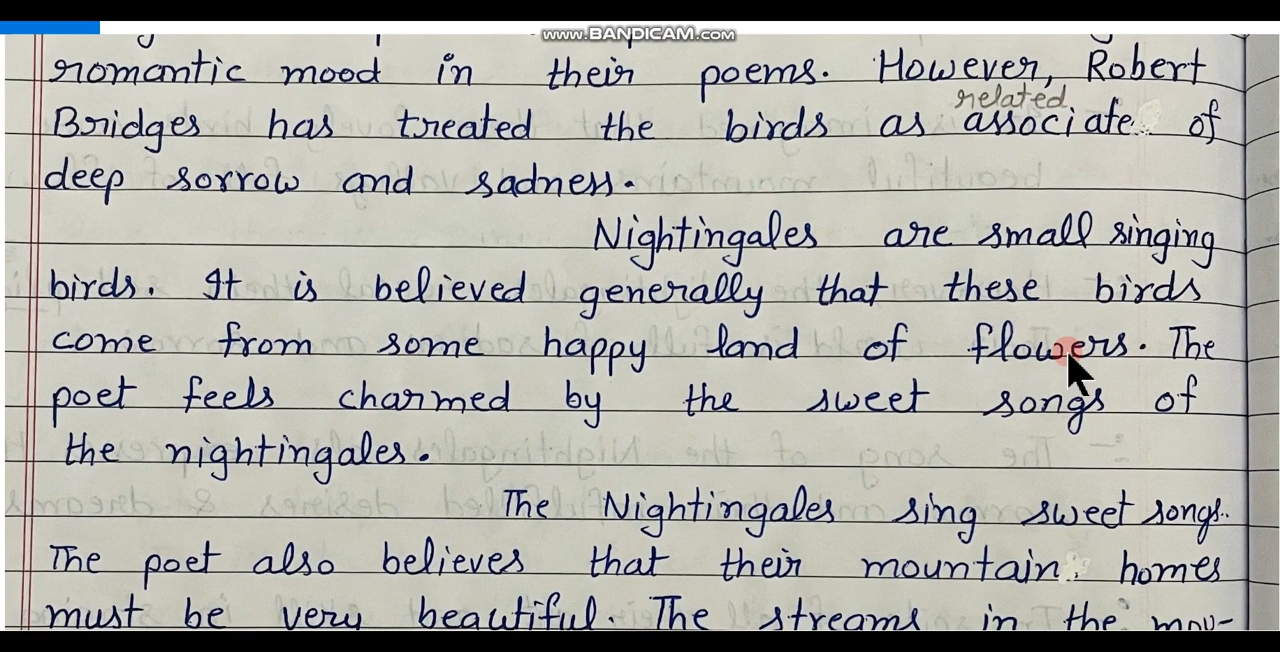 www.BANDICAM.com
romantic mood in their poems. However, Robert
related
Bridges has treated the birds as associate of
deep sorrow and sadness.
Nightingales are small singing
birds. It is believed generally that these birds
come from some happy land of flowers. The
poet feels charmed by the sweet songs of
the nightingales.
The Nightingales sing sweet songs.
The poet also believes that their mountain homes
must be very beautiful. The streams in the mou-